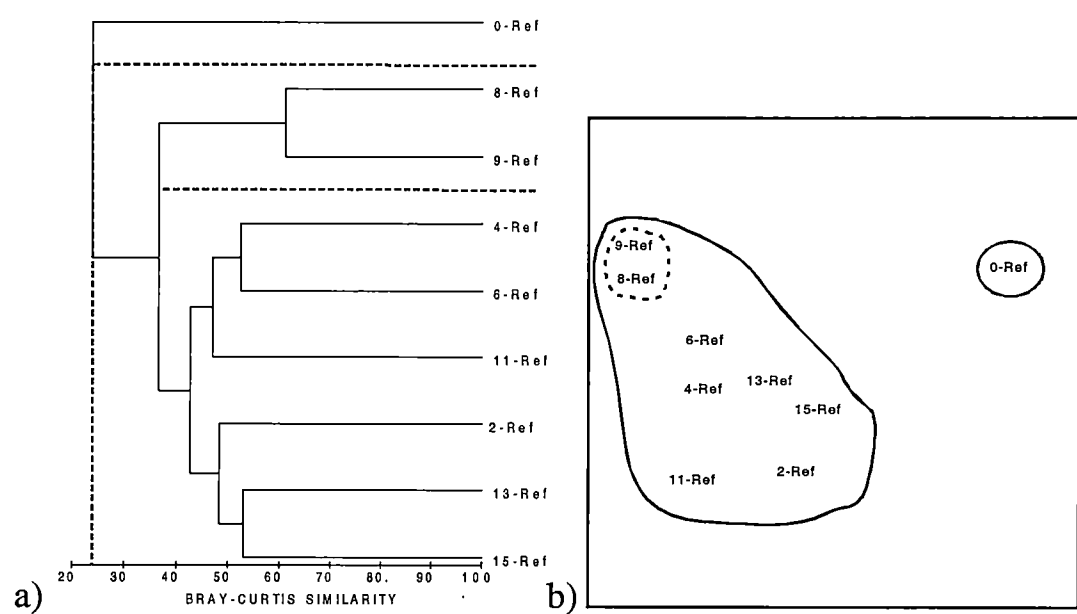 0-Ref
8-Ref
9-Ref
4-Ref
6-Ref
11-Ref
2-Ref
13-Ref
15-Ref
20 30 40 50 60 70 80. 90 100
BRAY-CURTIS SIMILARITY
a)
9-Ref
8-Ref
0-Ref
6-Ref
4-Ref
13-Ref
15-Ref
11-Ref
2-Ref
b)